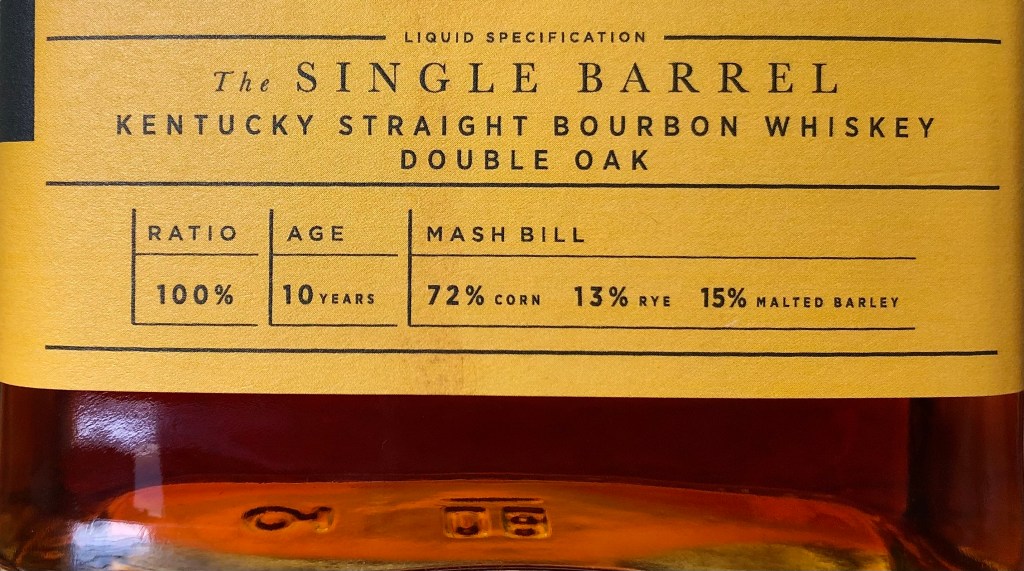 LIQUID SPECIFICATION
The SINGLE BARREL
KENTUCKY STRAIGHT BOURBON WHISKEY
DOUBLE OAK
RATIO AGE MASH BILL
100% 10 YEARS 72% CORN 13% RYE 15% MALTED BARLEY